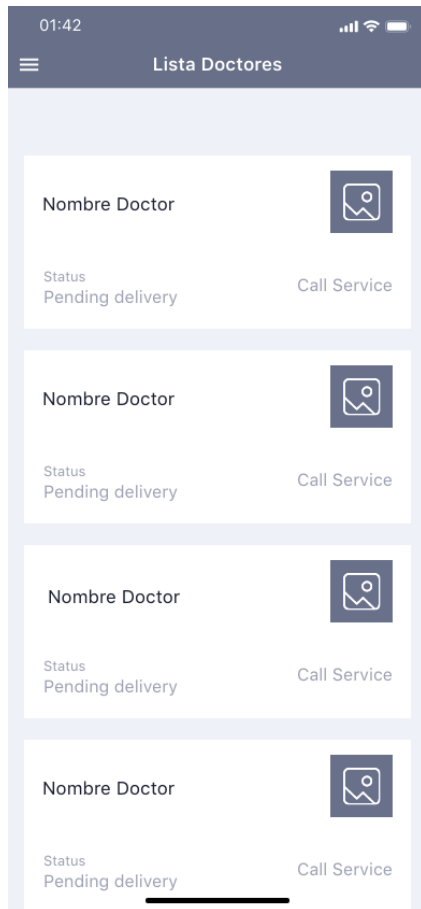 01:42
Lista Doctores
Nombre Doctor
Status
Pending delivery
Call Service
Nombre Doctor
Status
Pending delivery
Call Service
Nombre Doctor
Status
Pending delivery
Call Service
Nombre Doctor
Status
Pending delivery
Call Service